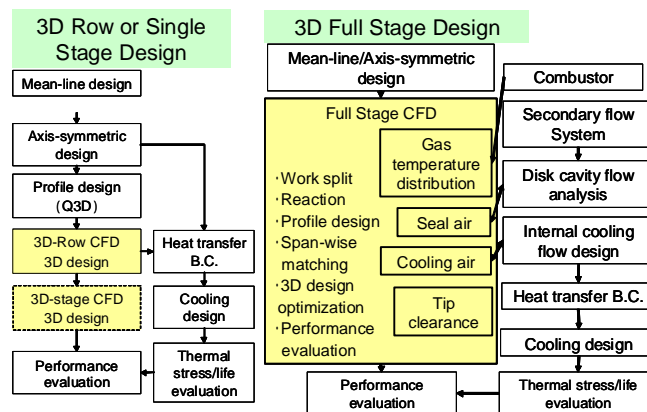 3D Row or Single
Stage Design
Mean-line design
Axis-symmetric
design
Profile design
(Q3D)
3D-Row CFD
3D design
3D-stage CFD
3D design
Performance
evaluation
Heat transfer
B.C.
Cooling
design
Thermal
stress/life
evaluation
3D Full Stage Design
Mean-line/Axis-symmetric
design
Full Stage CFD
·Work split
·Reaction
·Profile design
·Span-wise
matching
·3D design
optimization
·Performance
evaluation
Gas
temperature
distribution
Seal air
Cooling air
Tip
clearance
Performance
evaluation
Combustor
Secondary flow
System
Disk cavity flow
analysis
Internal cooling
flow design
Heat transfer B.C.
Cooling design
Thermal stress/life
evaluation